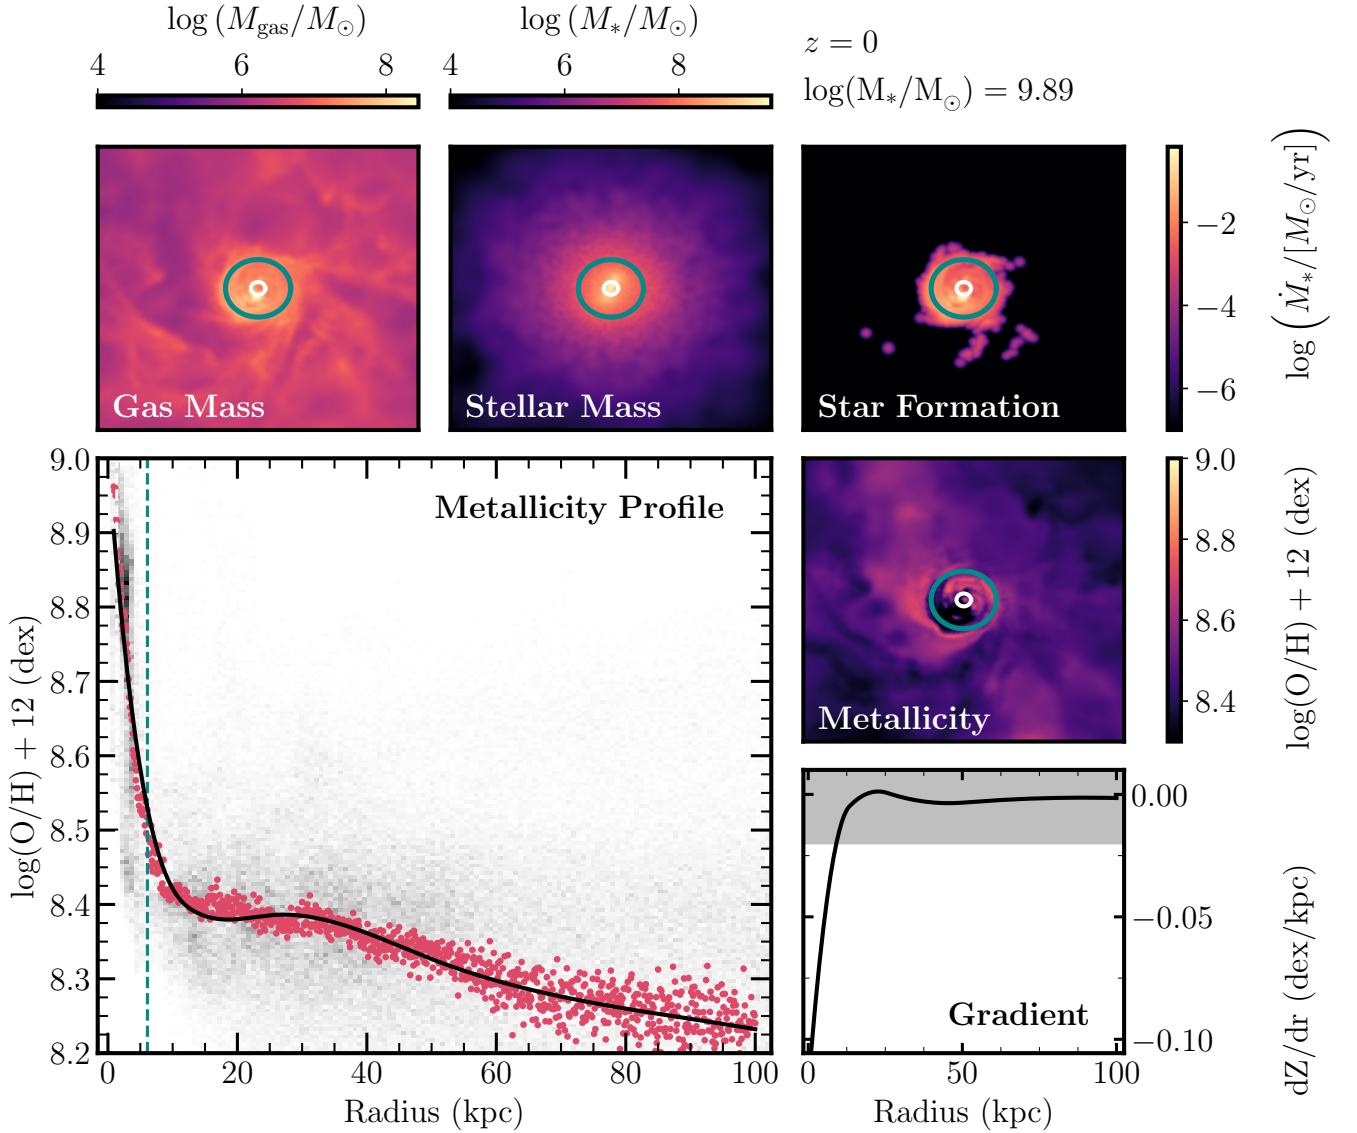 log (M_gas/M_⊙)
log (M_*/M_⊙)
z = 0
log(M_*/M_⊙) = 9.89
4 6 8
4 6 8
Gas Mass
Stellar Mass
Star Formation
−2
−4
−6
log (Ṁ_*/[M_⊙/yr])
Metallicity Profile
9.0
8.9
8.8
8.7
8.6
8.5
8.4
8.3
8.2
log(O/H) + 12 (dex)
0 20 40 60 80 100
Radius (kpc)
Metallicity
9.0
8.8
8.6
8.4
log(O/H) + 12 (dex)
0.00
−0.05
−0.10
dZ/dr (dex/kpc)
Gradient
0 50 100
Radius (kpc)